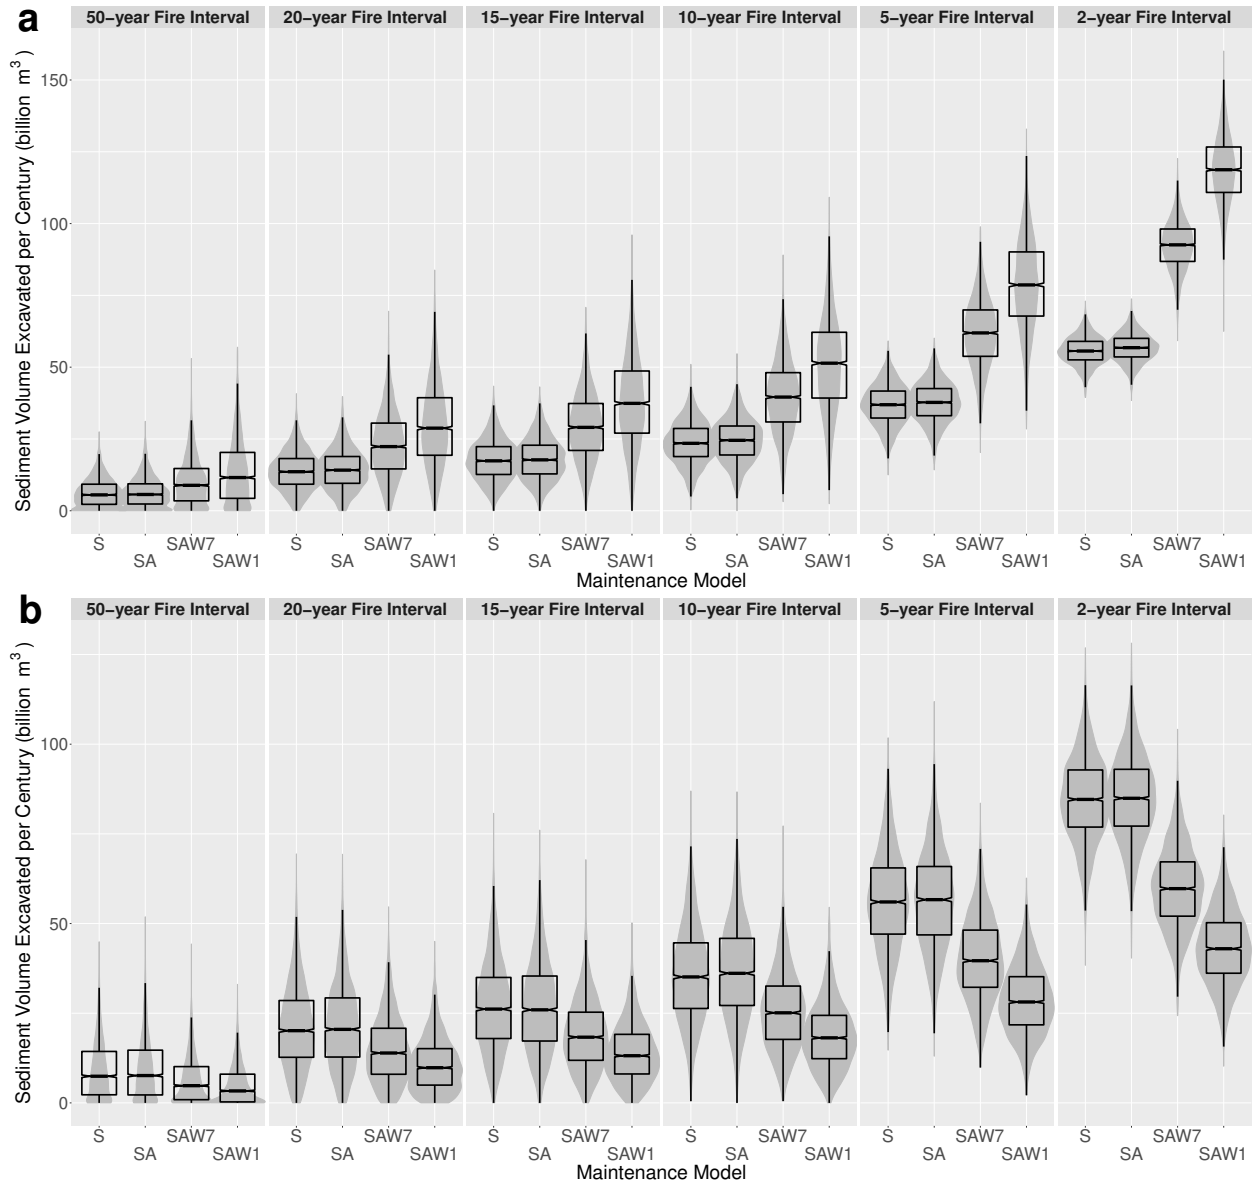 a
50−year Fire Interval 20−year Fire Interval 15−year Fire Interval 10−year Fire Interval 5−year Fire Interval 2−year Fire Interval
Sediment Volume Excavated per Century (billion m³ )
150
100
50
0
S SA SAW7 SAW1 S SA SAW7 SAW1 S SA SAW7 SAW1 S SA SAW7 SAW1 S SA SAW7 SAW1 S SA SAW7 SAW1
Maintenance Model
b
50−year Fire Interval 20−year Fire Interval 15−year Fire Interval 10−year Fire Interval 5−year Fire Interval 2−year Fire Interval
Sediment Volume Excavated per Century (billion m³ )
100
50
0
S SA SAW7 SAW1 S SA SAW7 SAW1 S SA SAW7 SAW1 S SA SAW7 SAW1 S SA SAW7 SAW1 S SA SAW7 SAW1
Maintenance Model